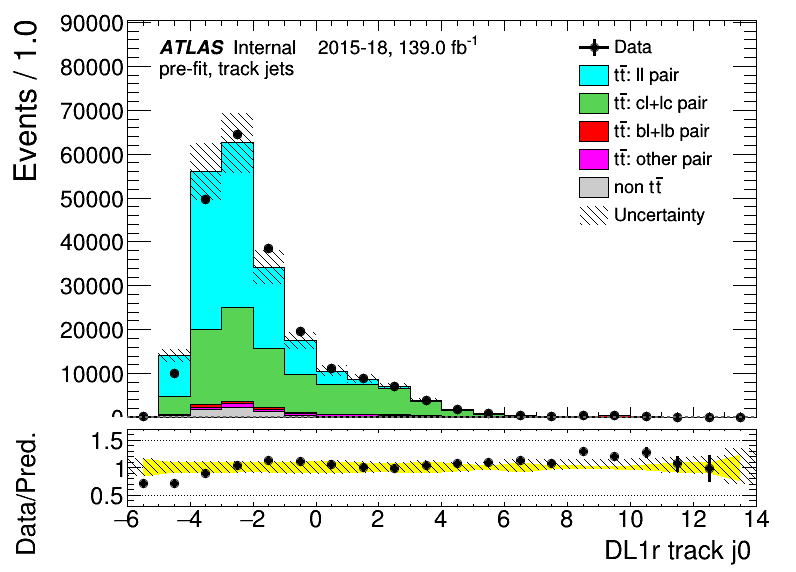 Events / 1.0
90000
80000
70000
60000
50000
40000
30000
20000
10000
0
ATLAS Internal 2015-18, 139.0 fb-1
pre-fit, track jets
Data
tt̄: ll pair
tt̄: cl+lc pair
tt̄: bl+lb pair
tt̄: other pair
non tt̄
Uncertainty
Data/Pred.
1.5
1
0.5
−6 −4 −2 0 2 4 6 8 10 12 14
DL1r track j0